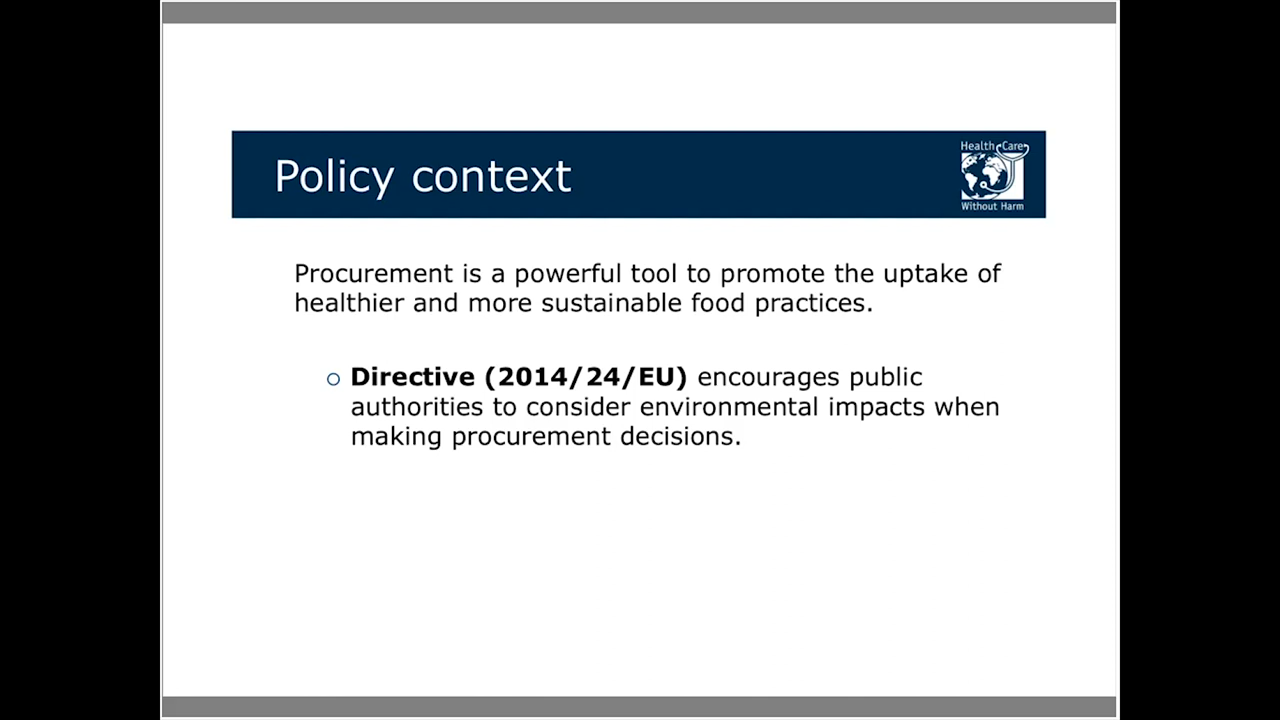 Policy context
Health Care
Without Harm
Procurement is a powerful tool to promote the uptake of
healthier and more sustainable food practices.
Directive (2014/24/EU) encourages public
authorities to consider environmental impacts when
making procurement decisions.